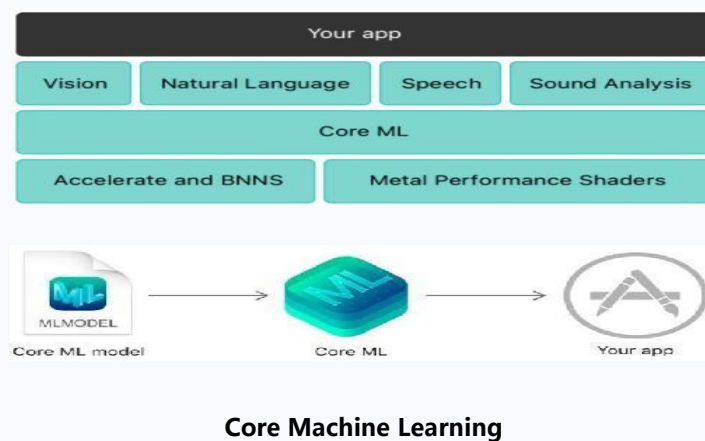 Your app
Vision Natural Language Speech Sound Analysis
Core ML
Accelerate and BNNS Metal Performance Shaders
ML ML
MLMODEL
Core ML model Core ML Your app
Core Machine Learning